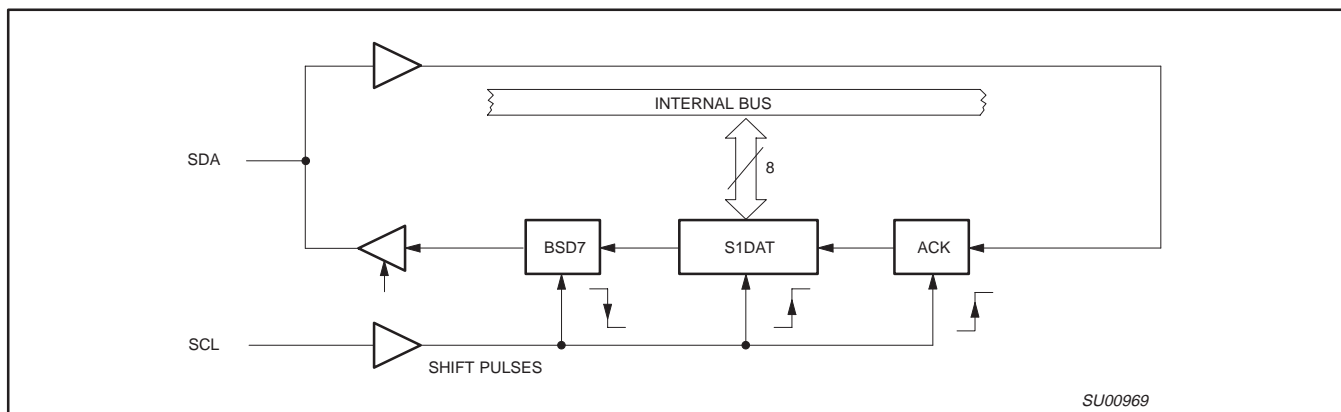 INTERNAL BUS
SDA
8
BSD7
S1DAT
ACK
SCL
SHIFT PULSES
SU00969